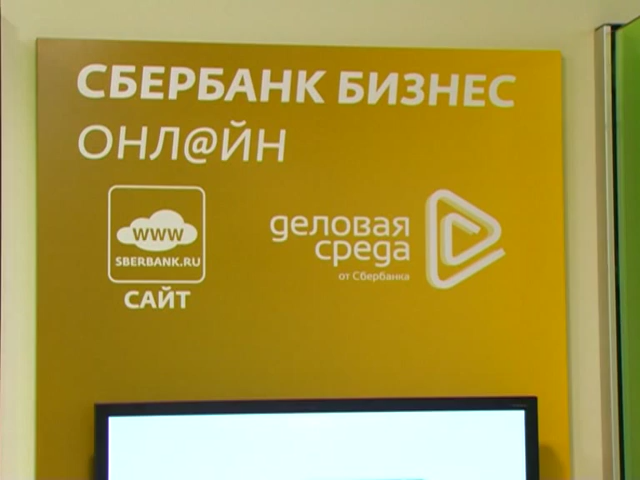 СБЕРБАНК БИЗНЕС
ОНЛ@ЙН
www
SBERBANK.RU
САЙТ
деловая
среда
от Сбербанка